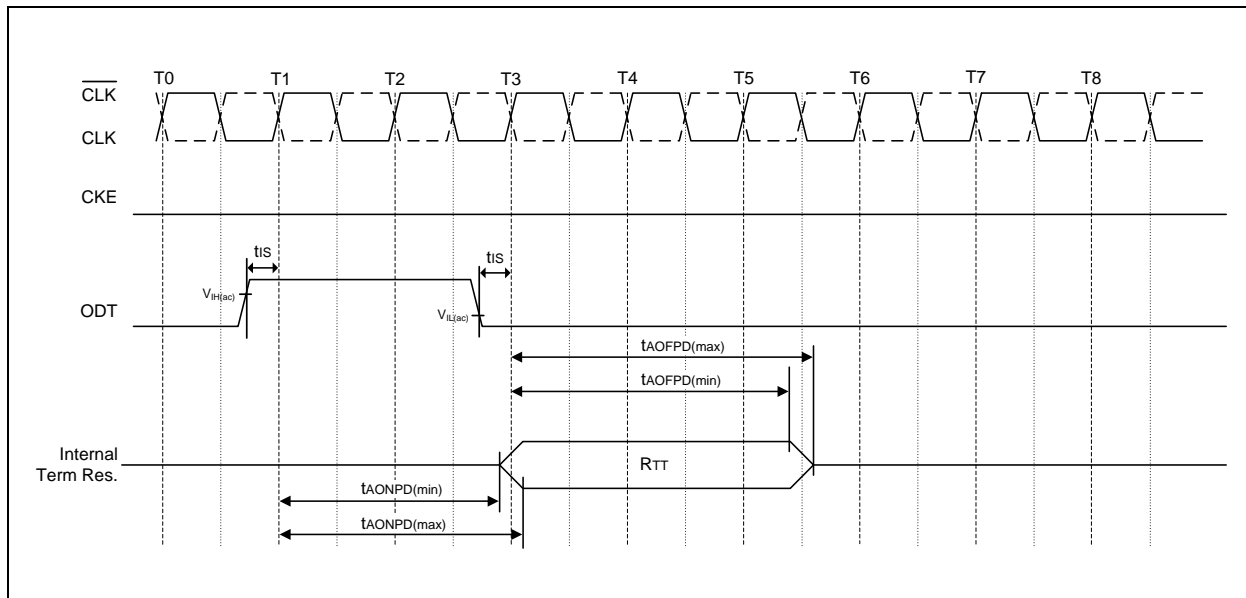 T0 T1 T2 T3 T4 T5 T6 T7 T8
CLK
CLK
CKE
tIS tIS
VIH(ac)
ODT
VIL(ac)
tAOFPD(max)
tAOFPD(min)
Internal
Term Res.
RTT
tAONPD(min)
tAONPD(max)